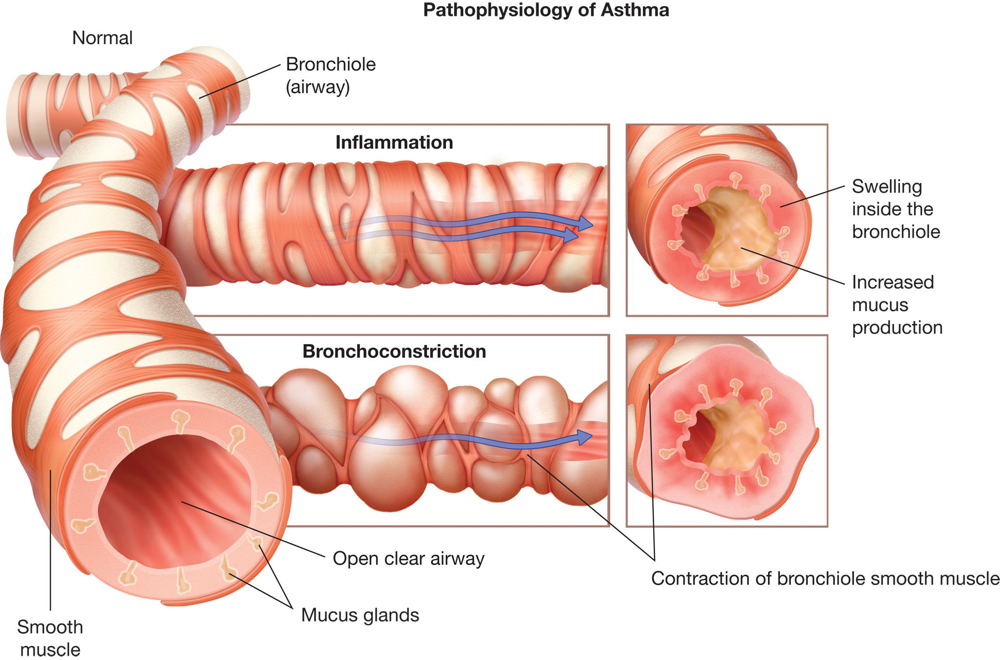 Pathophysiology of Asthma
Normal
Bronchiole
(airway)
Inflammation
Swelling
inside the
bronchiole
Increased
mucus
production
Bronchoconstriction
Open clear airway
Contraction of bronchiole smooth muscle
Mucus glands
Smooth
muscle